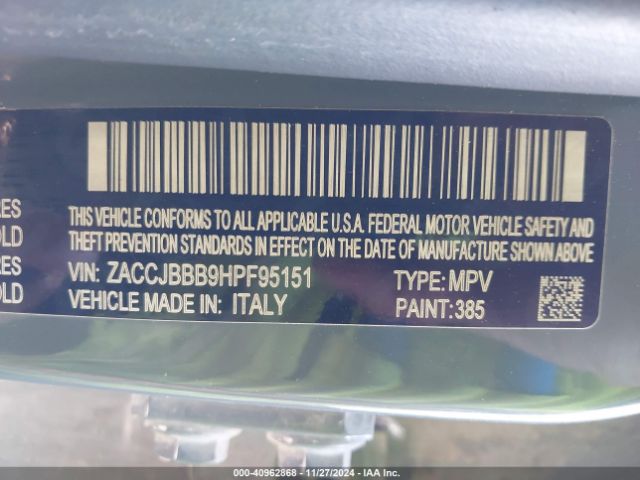 THIS VEHICLE CONFORMS TO ALL APPLICABLE U.S.A. FEDERAL MOTOR VEHICLE SAFETY AND
THEFT PREVENTION STANDARDS IN EFFECT ON THE DATE OF MANUFACTURE SHOWN ABOVE
VIN: ZACCJBBB9HPF95151 TYPE: MPV
VEHICLE MADE IN: ITALY PAINT:385
RES
OLD
RES
OLD
000-40962868 - 11/27/2024 - IAA Inc.